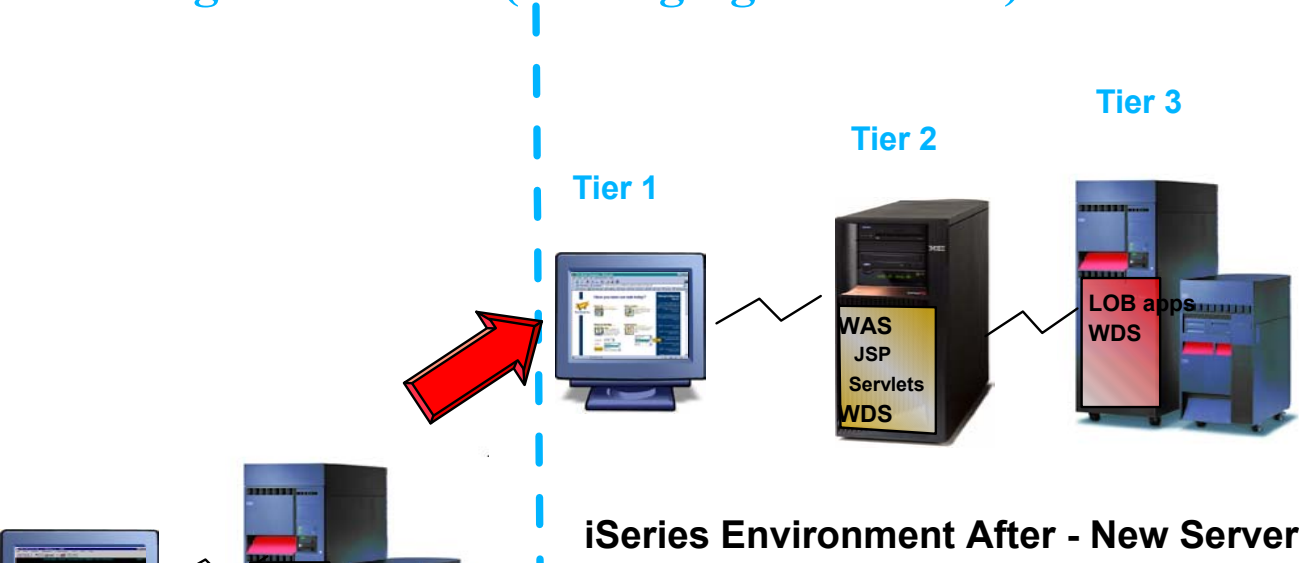 Tier 3
Tier 2
Tier 1
LOB apps
WDS
WAS
JSP
Servlets
WDS
iSeries Environment After - New Server